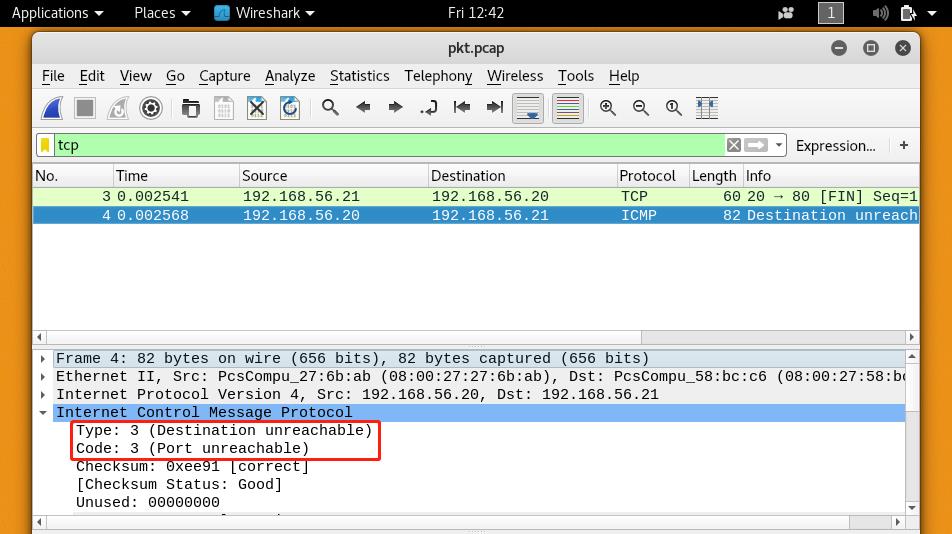 Applications Places Wireshark Fri 12:42 1
pkt.pcap
File Edit View Go Capture Analyze Statistics Telephony Wireless Tools Help
tcp Expression… +
No. Time Source Destination Protocol Length Info
3 0.002541 192.168.56.21 192.168.56.20 TCP 60 20 → 80 [FIN] Seq=1
4 0.002568 192.168.56.20 192.168.56.21 ICMP 82 Destination unreach
Frame 4: 82 bytes on wire (656 bits), 82 bytes captured (656 bits)
Ethernet II, Src: PcsCompu_27:6b:ab (08:00:27:27:6b:ab), Dst: PcsCompu_58:bc:c6 (08:00:27:58:bc
Internet Protocol Version 4, Src: 192.168.56.20, Dst: 192.168.56.21
Internet Control Message Protocol
Type: 3 (Destination unreachable)
Code: 3 (Port unreachable)
Checksum: 0xee91 [correct]
[Checksum Status: Good]
Unused: 00000000